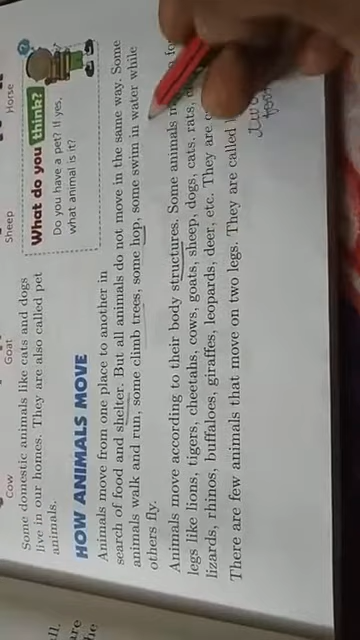 Cow Goat Sheep Horse
Some domestic animals like cats and dogs
live in our homes. They are also called pet
animals.
What do you think?
Do you have a pet? If yes,
what animal is it?
HOW ANIMALS MOVE
Animals move from one place to another in
search of food and shelter. But all animals do not move in the same way. Some
animals walk and run, some climb trees, some hop, some swim in water while
others fly.
Animals move according to their body structures. Some animals
legs like lions, tigers, cheetahs, cows, goats, sheep, dogs, cats, rats,
lizards, rhinos, buffaloes, giraffes, leopards, deer, etc. They are
There are few animals that move on two legs. They are called